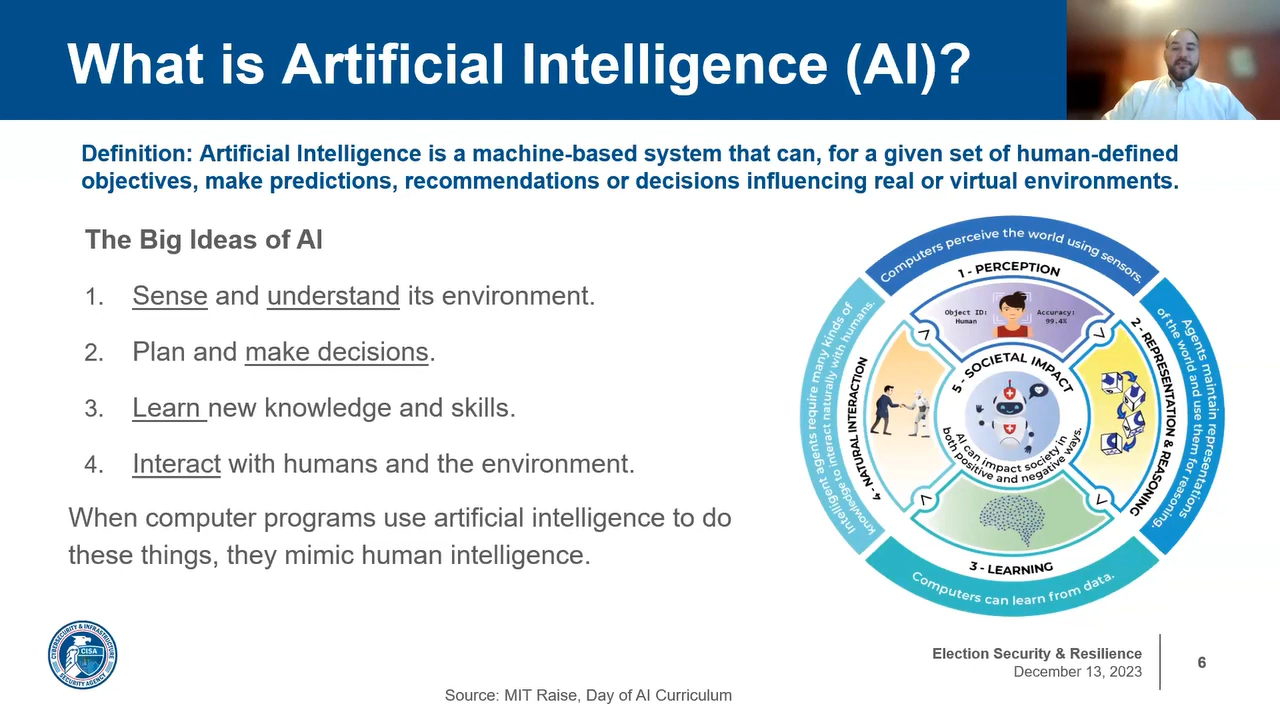 What is Artificial Intelligence (AI)?
Definition: Artificial Intelligence is a machine-based system that can, for a given set of human-defined
objectives, make predictions, recommendations or decisions influencing real or virtual environments.
The Big Ideas of AI
1. Sense and understand its environment.
2. Plan and make decisions.
3. Learn new knowledge and skills.
4. Interact with humans and the environment.
When computer programs use artificial intelligence to do
these things, they mimic human intelligence.
Computers perceive the world using sensors.
1 - PERCEPTION
Object ID:
Human
Accuracy:
99.4%
Agents maintain representations
of the world and use them for reasoning.
2 - REPRESENTATION & REASONING
5 - SOCIETAL IMPACT
AI can impact society in
both positive and negative ways.
Intelligent agents require many kinds of
knowledge to interact naturally with humans.
4 - NATURAL INTERACTION
3 - LEARNING
Computers can learn from data.
CYBERSECURITY & INFRASTRUCTURE
CISA
SECURITY AGENCY
Election Security & Resilience
December 13, 2023
6
Source: MIT Raise, Day of AI Curriculum